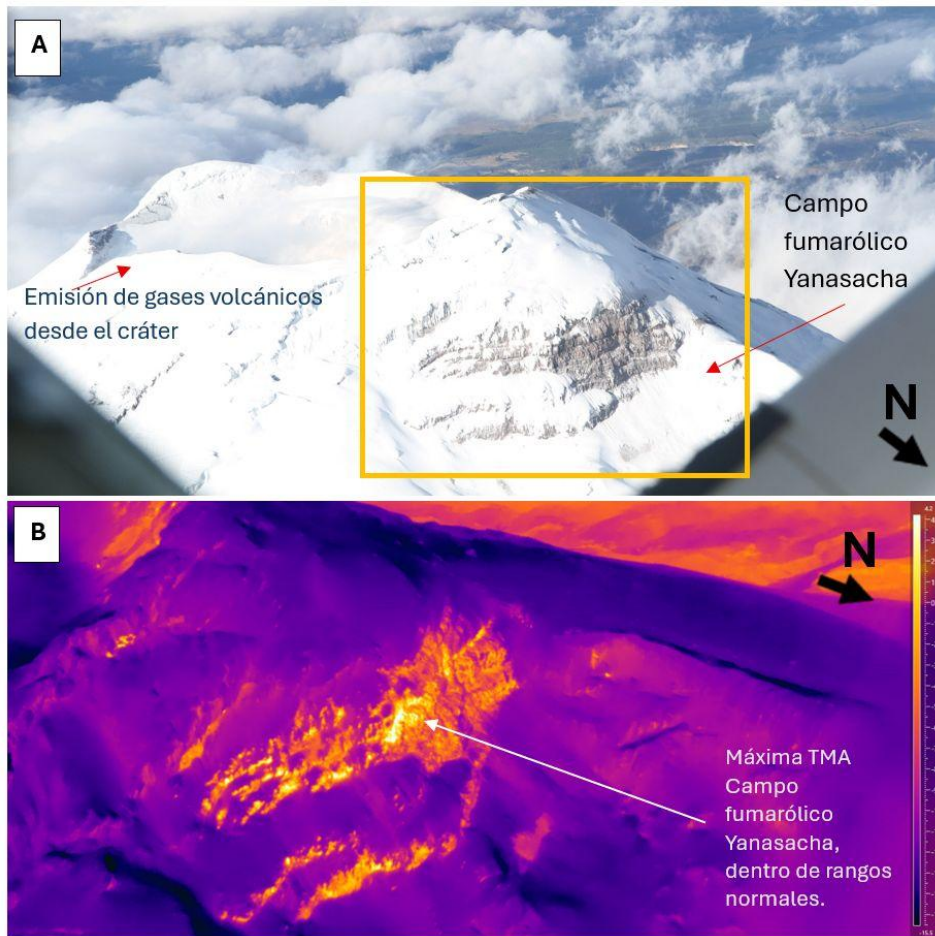 A
Campo
fumarólico
Yanasacha
Emisión de gases volcánicos
desde el cráter
N
B
N
Máxima TMA
Campo
fumarólico
Yanasacha,
dentro de rangos
normales.